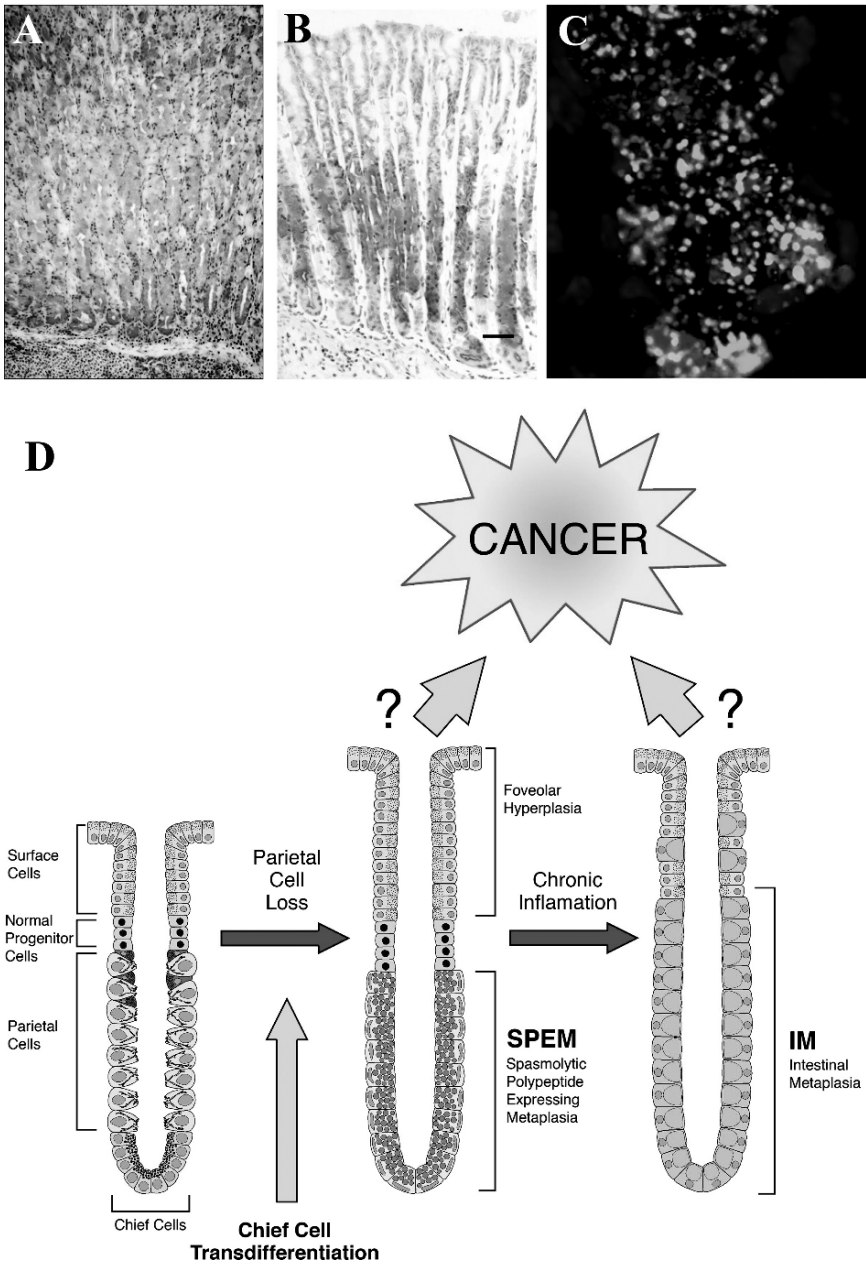 A
B
C
D
CANCER
?
?
Surface
Cells
Normal
Progenitor
Cells
Parietal
Cells
Chief Cells
Parietal
Cell
Loss
Chief Cell
Transdifferentiation
Foveolar
Hyperplasia
SPEM
Spasmolytic
Polypeptide
Expressing
Metaplasia
Chronic
Inflamation
IM
Intestinal
Metaplasia